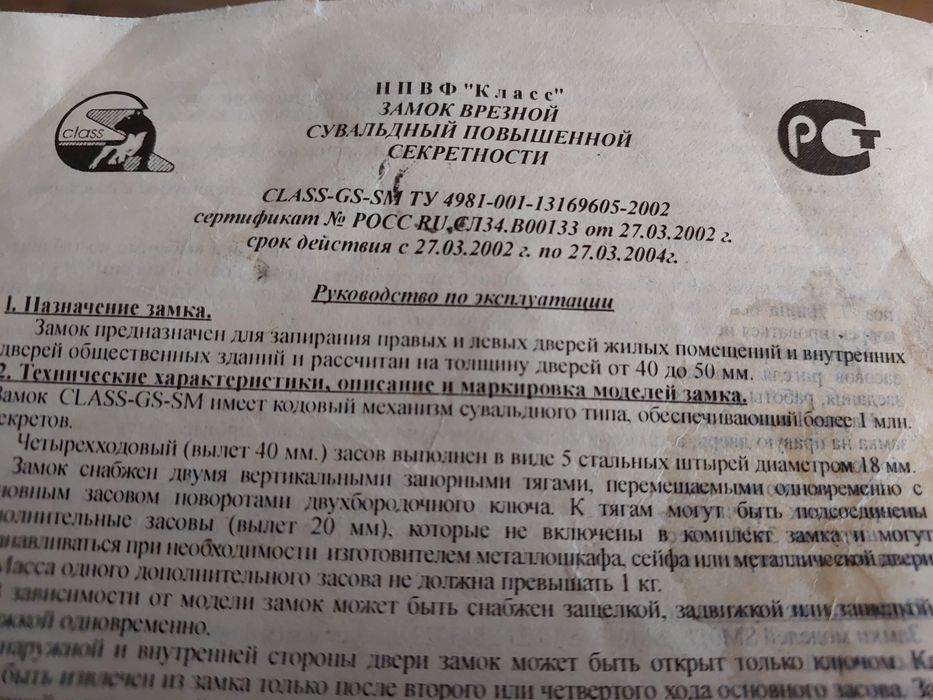 class
РСТ
НПВФ "Класс"
ЗАМОК ВРЕЗНОЙ
СУВАЛЬДНЫЙ ПОВЫШЕННОЙ
СЕКРЕТНОСТИ
CLASS-GS-SM ТУ 4981-001-13169605-2002
сертификат № РОСС RU.СЛ34.В00133 от 27.03.2002 г.
срок действия с 27.03.2002 г. по 27.03.2004г.
Руководство по эксплуатации
1. Назначение замка.
Замок предназначен для запирания правых и левых дверей жилых помещений и внутренних
дверей общественных зданий и рассчитан на толщину дверей от 40 до 50 мм.
2. Технические характеристики, описание и маркировка моделей замка.
Замок CLASS-GS-SM имеет кодовый механизм сувальдного типа, обеспечивающий более 1 млн.
секретов.
Четырехходовый (вылет 40 мм.) засов выполнен в виде 5 стальных штырей диаметром 18 мм.
Замок снабжен двумя вертикальными запорными тягами, перемещаемыми одновременно с
новным засовом поворотами двухбородочного ключа. К тягам могут быть подсоединены
полнительные засовы (вылет 20 мм), которые не включены в комплект замка и могут
анавливаться при необходимости изготовителем металлошкафа, сейфа или металлической двери
Масса одного дополнительного засова не должна превышать 1 кг.
зависимости от модели замок может быть снабжен защелкой, задвижкой или защелкой
жкой одновременно.
наружной и внутренней стороны двери замок может быть открыт только ключом. Кл
быть извлечен из замка только после второго или четвертого хода основного засова. За